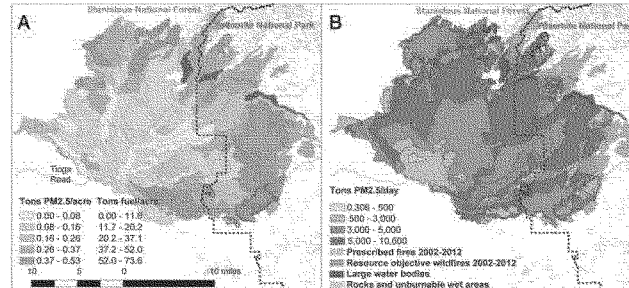 A
Stanislaus National Forest
Yosemite National Park
Tioga
Road
Tons PM2.5/acre Tons fuel/acre
0.00 - 0.08 0.00 - 11.6
0.08 - 0.16 11.7 - 20.2
0.16 - 0.26 20.2 - 37.1
0.26 - 0.37 37.2 - 52.0
0.37 - 0.53 52.0 - 73.6
10 5 0 10 miles
B
Stanislaus National Forest
Yosemite National Park
Tons PM2.5/day
0.306 - 500
500 - 3,000
3,000 - 5,000
5,000 - 10,600
Prescribed fires 2002-2012
Resource objective wildfires 2002-2012
Large water bodies
Rocks and unburnable wet areas